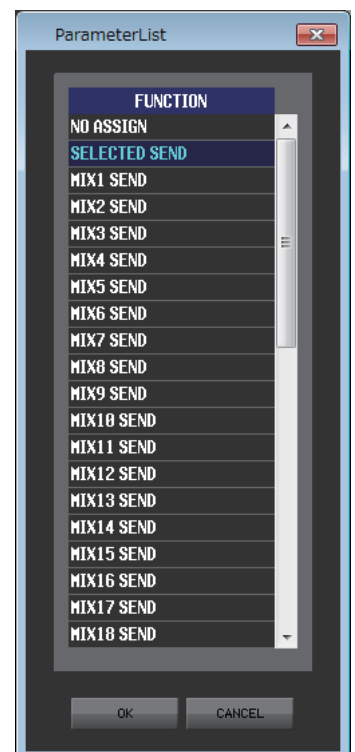 ParameterList
FUNCTION
NO ASSIGN
SELECTED SEND
MIX1 SEND
MIX2 SEND
MIX3 SEND
MIX4 SEND
MIX5 SEND
MIX6 SEND
MIX7 SEND
MIX8 SEND
MIX9 SEND
MIX10 SEND
MIX11 SEND
MIX12 SEND
MIX13 SEND
MIX14 SEND
MIX15 SEND
MIX16 SEND
MIX17 SEND
MIX18 SEND
OK CANCEL